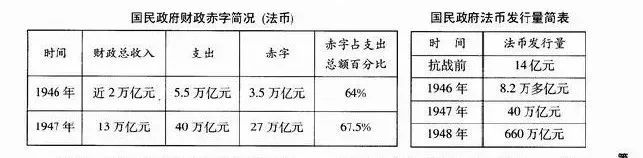 国民政府财政赤字简况 (法币)
时间 财政总收入 支出 赤字 赤字占支出总额百分比
1946年 近2万亿元 5.5万亿元 3.5万亿元 64%
1947年 13万亿元 40万亿元 27万亿元 67.5%
国民政府法币发行量简表
时 间 法币发行量
抗战前 14亿元
1946年 8.2万多亿元
1947年 40万亿元
1948年 660万亿元